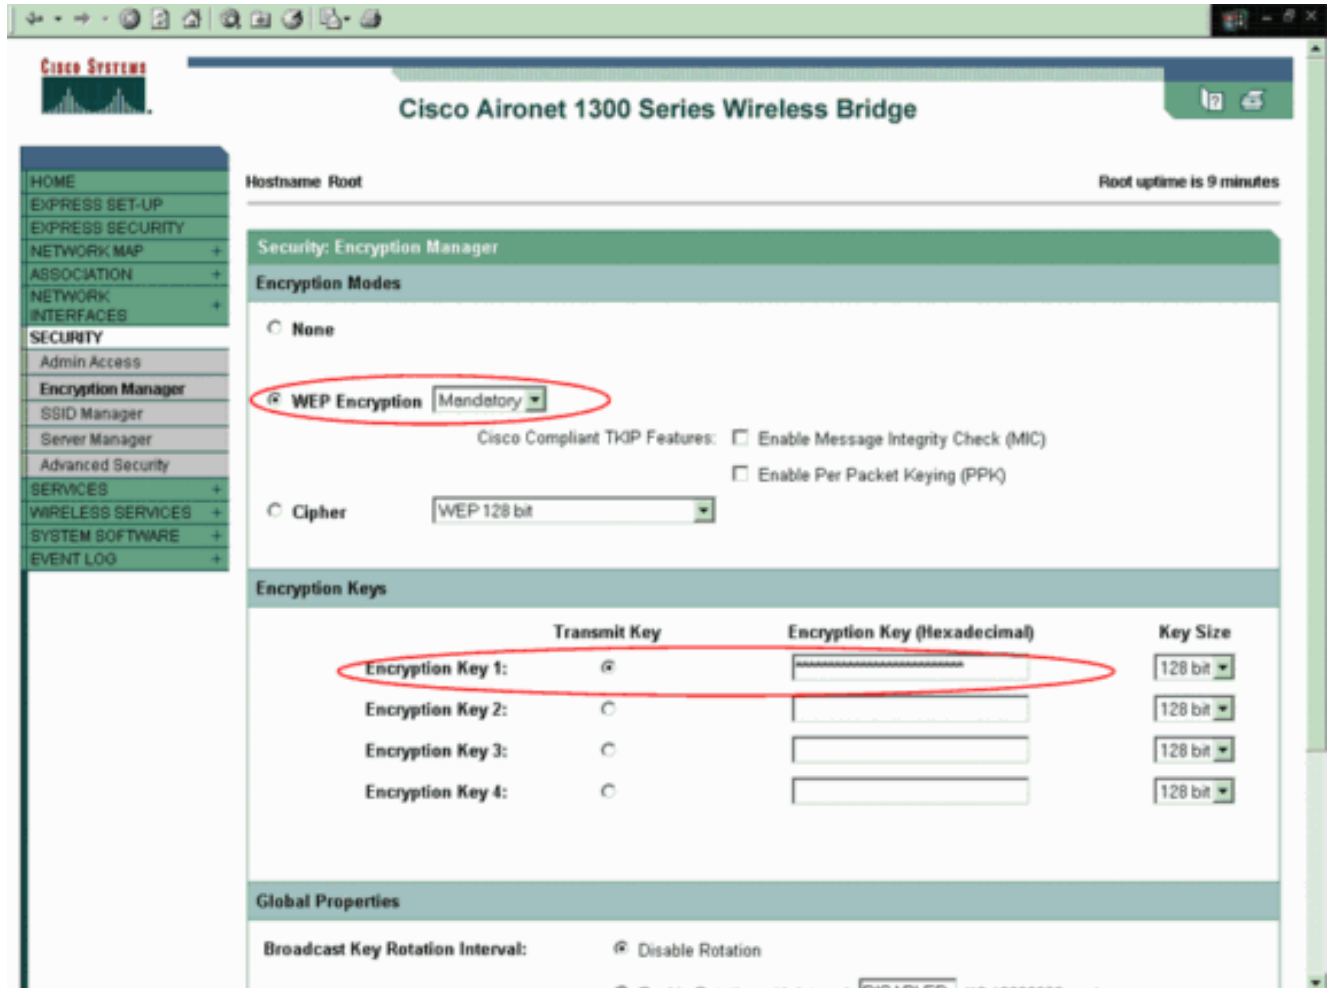 CISCO SYSTEMS
Cisco Aironet 1300 Series Wireless Bridge
HOME
EXPRESS SET-UP
EXPRESS SECURITY
NETWORK MAP +
ASSOCIATION +
NETWORK
INTERFACES +
SECURITY
Admin Access
Encryption Manager
SSID Manager
Server Manager
Advanced Security
SERVICES +
WIRELESS SERVICES +
SYSTEM SOFTWARE +
EVENT LOG +
Hostname Root
Root uptime is 9 minutes
Security: Encryption Manager
Encryption Modes
None
WEP Encryption Mandatory
Cisco Compliant TKIP Features: Enable Message Integrity Check (MIC)
Enable Per Packet Keying (PPK)
Cipher WEP 128 bit
Encryption Keys
Transmit Key Encryption Key (Hexadecimal) Key Size
Encryption Key 1: 128 bit
Encryption Key 2: 128 bit
Encryption Key 3: 128 bit
Encryption Key 4: 128 bit
Global Properties
Broadcast Key Rotation Interval: Disable Rotation